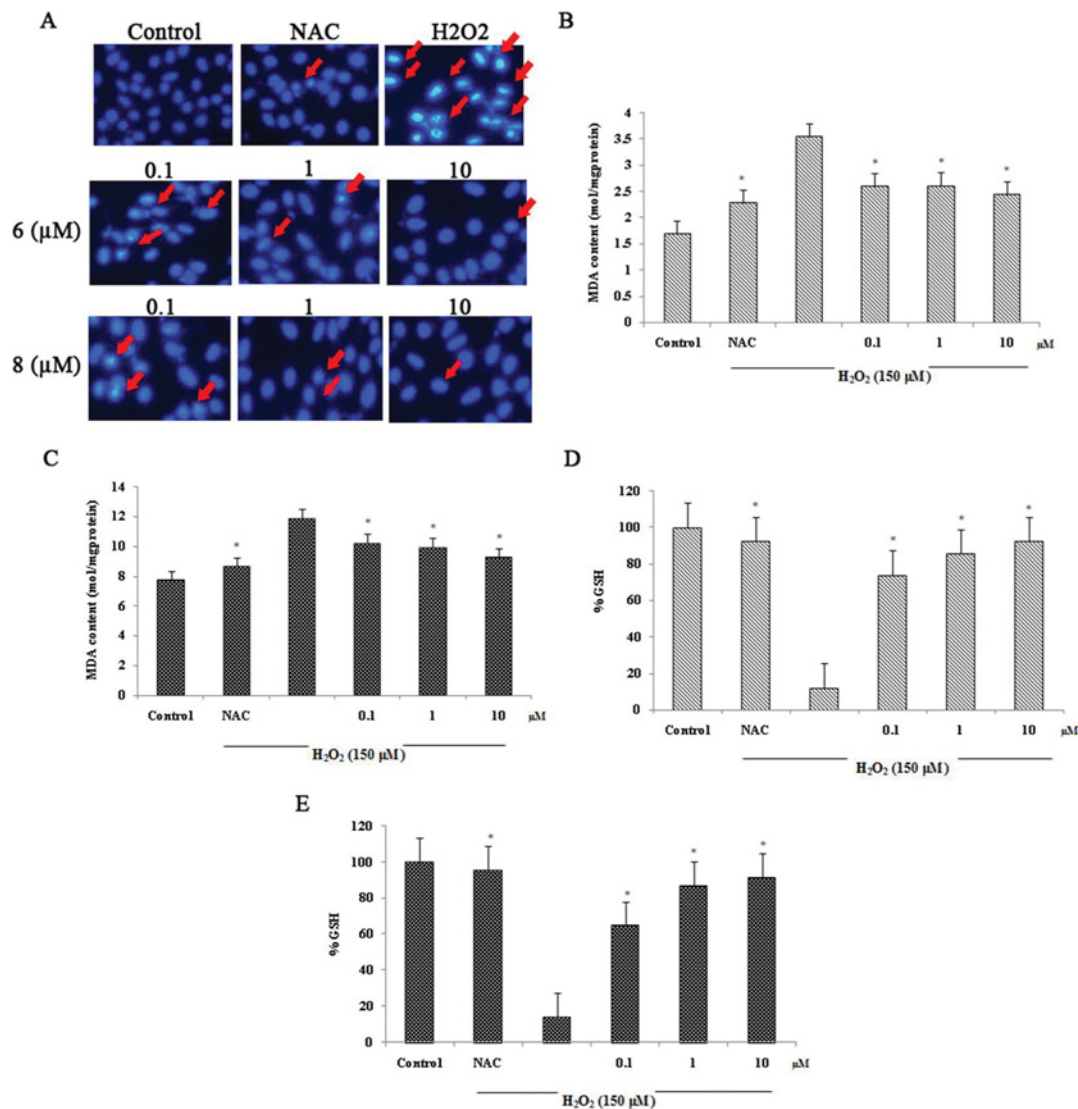 A
Control NAC H2O2
0.1 1 10
6 (μM)
0.1 1 10
8 (μM)
B
MDA content (mol/mgprotein)
4
3.5
3
2.5
2
1.5
1
0.5
0
* * * *
Control NAC 0.1 1 10 μM
H₂O₂ (150 μM)
C
MDA content (mol/mgprotein)
14
12
10
8
6
4
2
0
* * * *
Control NAC 0.1 1 10 μM
H₂O₂ (150 μM)
D
% GSH
120
100
80
60
40
20
0
* * * *
Control NAC 0.1 1 10 μM
H₂O₂ (150 μM)
E
% GSH
120
100
80
60
40
20
0
* * * *
Control NAC 0.1 1 10 μM
H₂O₂ (150 μM)